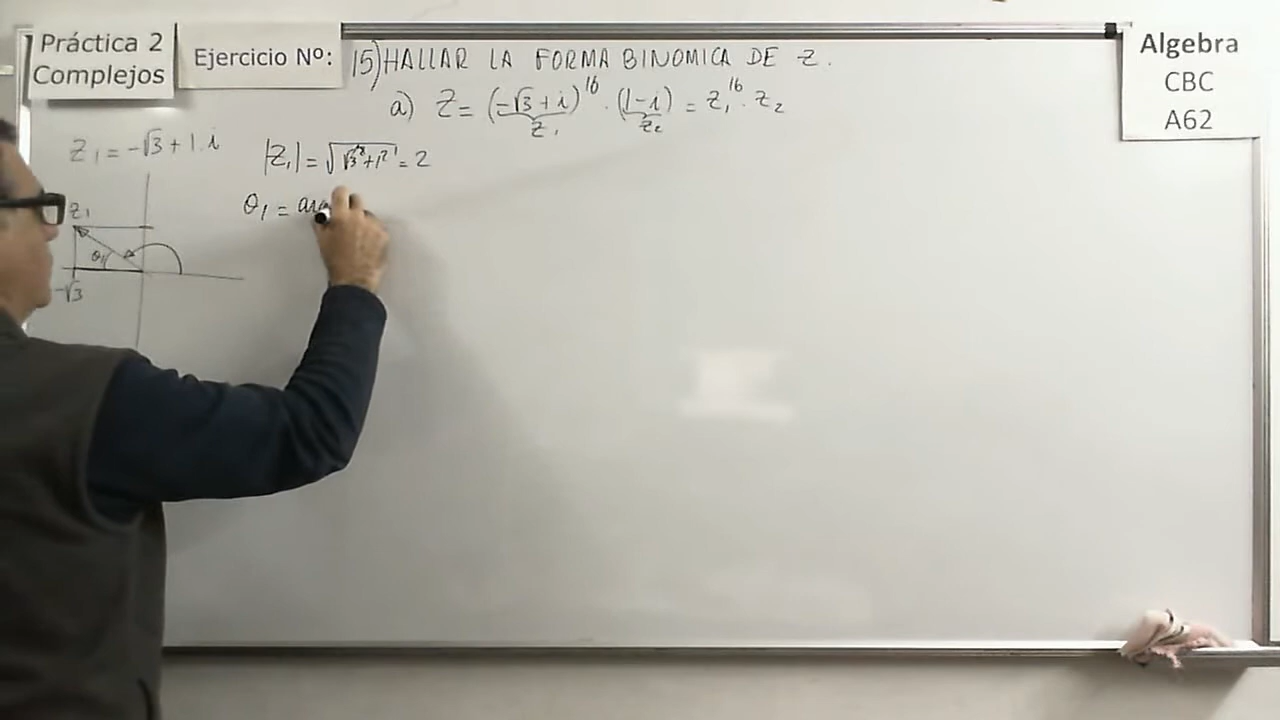 Práctica 2
Complejos
Ejercicio Nº:
15) HALLAR LA FORMA BINOMICA DE Z.
Algebra
CBC
A62
a) Z = (-√3 + i)^16 . (1 - i) = Z₁^16 . Z₂
Z₁ Z₂
Z₁ = -√3 + 1.i
|Z₁| = √(√3² + 1²) = 2
θ₁ =
Z₁
θ₁
-√3